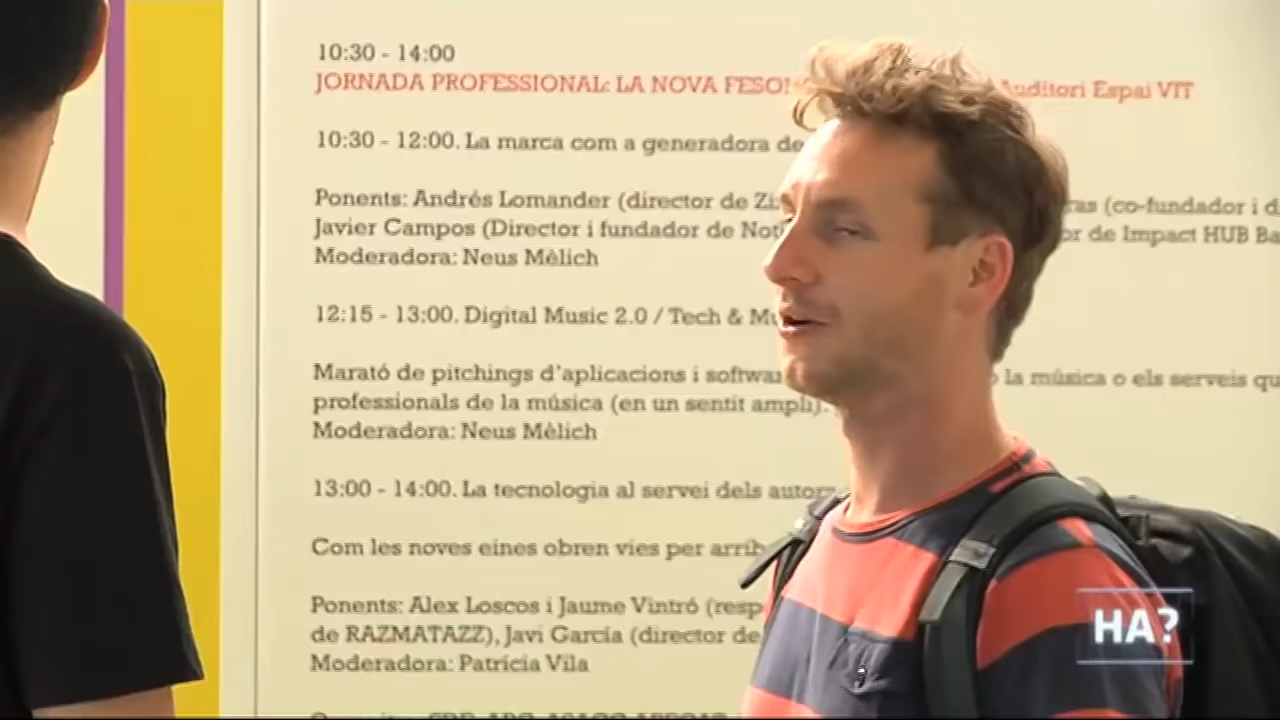 10:30 - 14:00
JORNADA PROFESSIONAL: LA NOVA Auditori Espai VIT
10:30 - 12:00. La marca com a generadora de
Ponents: Andrés Lomander (director de (co-fundador i
Javier Campos (Director i fundador de de Impact HUB
Moderadora: Neus Mèlich
12:15 - 13:00. Digital Music 2.0 / Tech &
Marató de pitchings d'aplicacions i la música o els serveis
professionals de la música (en un sentit ampli).
Moderadora: Neus Mèlich
13:00 - 14:00. La tecnologia al servei dels
Com les noves eines obren vies per
Ponents: Alex Loscos i Jaume Vintró
de RAZMATAZZ), Javi García (director de
Moderadora: Patrícia Vila
HA?